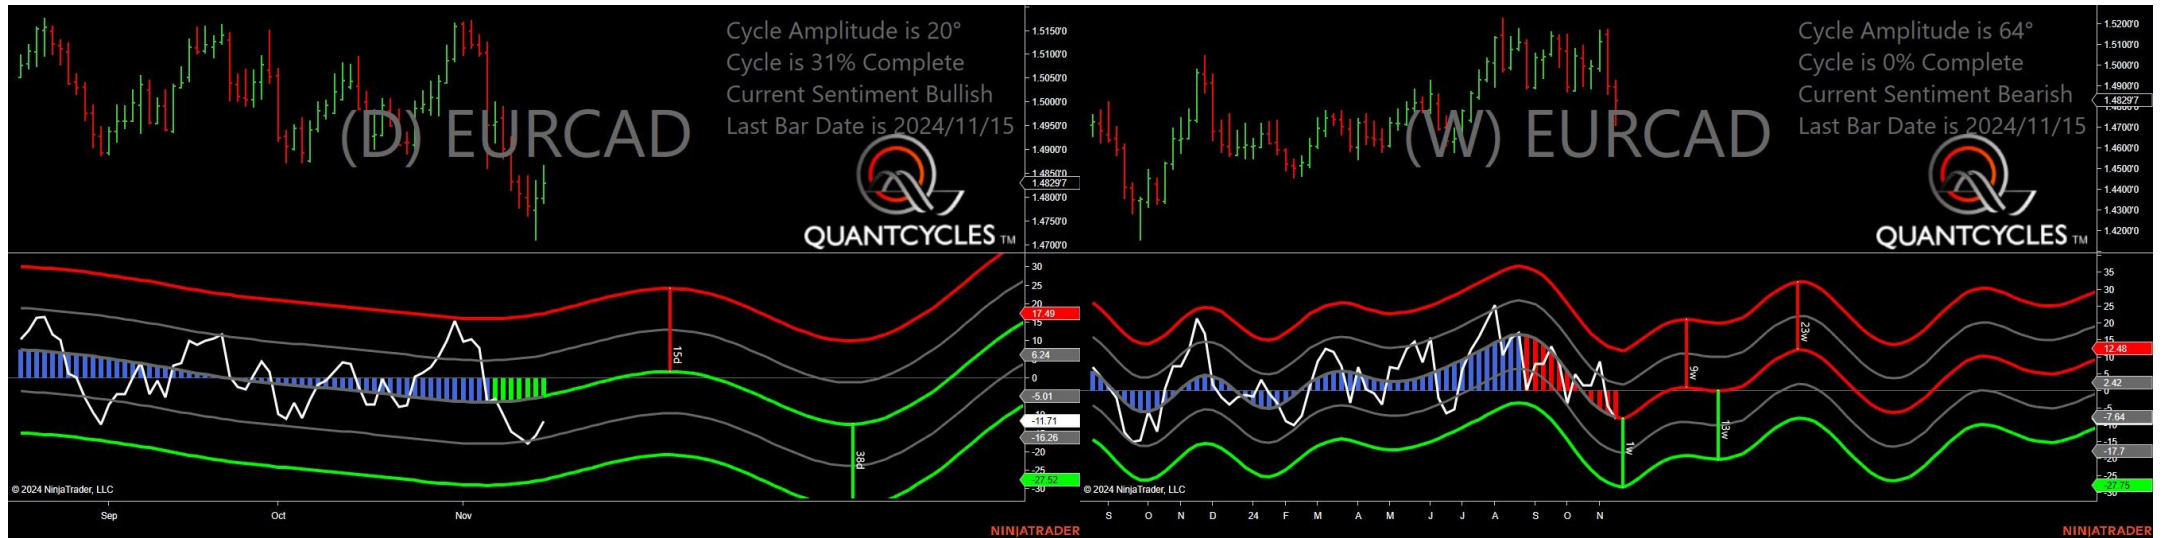 Cycle Amplitude is 20°
Cycle is 31% Complete
Current Sentiment Bullish
Last Bar Date is 2024/11/15
(D) EURCAD
QUANTCYCLES TM
1.5150'0
1.5100'0
1.5050'0
1.5000'0
1.4950'0
1.4900'0
1.4850'0
1.4829'7
1.4800'0
1.4750'0
1.4700'0
30
25
20
17.49
15
10
6.24
0
-5.01
-11.71
-16.26
-20
-25
-27.52
-30
15d
38d
© 2024 NinjaTrader, LLC
Sep Oct Nov
NINJATRADER
Cycle Amplitude is 64°
Cycle is 0% Complete
Current Sentiment Bearish
Last Bar Date is 2024/11/15
(W) EURCAD
QUANTCYCLES TM
1.5200'0
1.5100'0
1.5000'0
1.4900'0
1.4829'7
1.4700'0
1.4600'0
1.4500'0
1.4400'0
1.4300'0
1.4200'0
35
30
25
20
15
12.48
5
2.42
0
-5
-7.64
-15
-17.7
-25
-27.75
1w
9w
13w
23w
© 2024 NinjaTrader, LLC
S O N D 24 F M A M J J A S O N
NINJATRADER